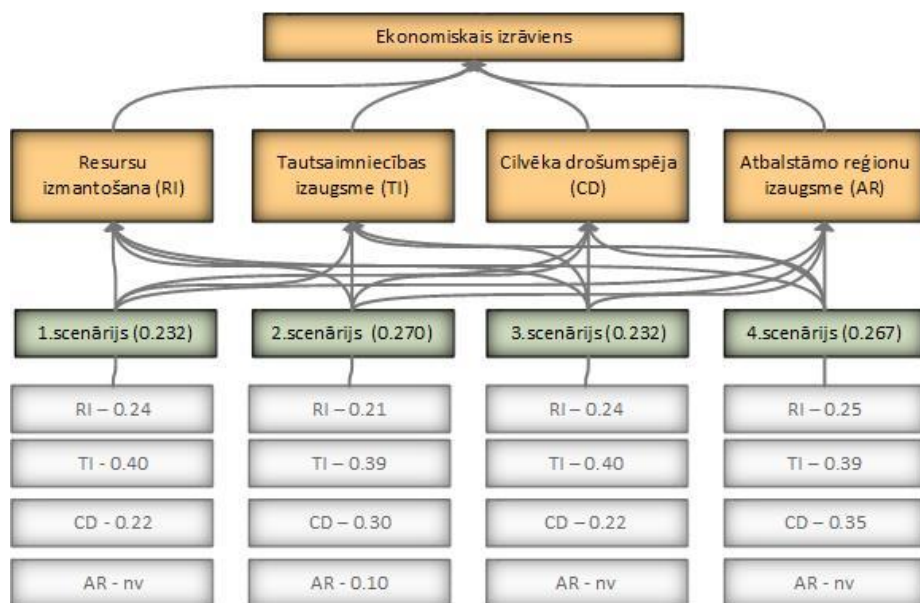 Ekonomiskais izrāviens
Resursu
izmantošana (RI)
Tautsaimniecības
izaugsme (TI)
Cilvēka drošumspēja
(CD)
Atbalstāmo reģionu
izaugsme (AR)
1.scenārijs (0.232)
2.scenārijs (0.270)
3.scenārijs (0.232)
4.scenārijs (0.267)
RI – 0.24
RI – 0.21
RI – 0.24
RI – 0.25
TI - 0.40
TI – 0.39
TI – 0.40
TI – 0.39
CD - 0.22
CD – 0.30
CD – 0.22
CD – 0.35
AR - nv
AR - 0.10
AR - nv
AR - nv